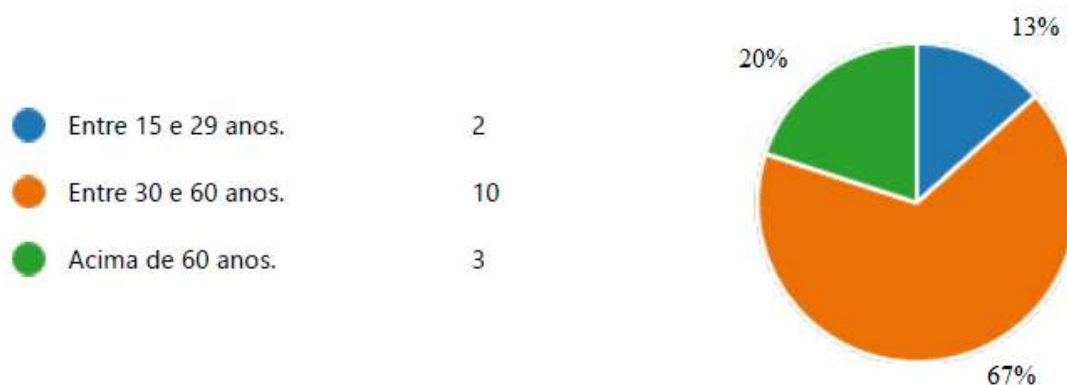 Entre 15 e 29 anos. 2
Entre 30 e 60 anos. 10
Acima de 60 anos. 3
13%
20%
67%